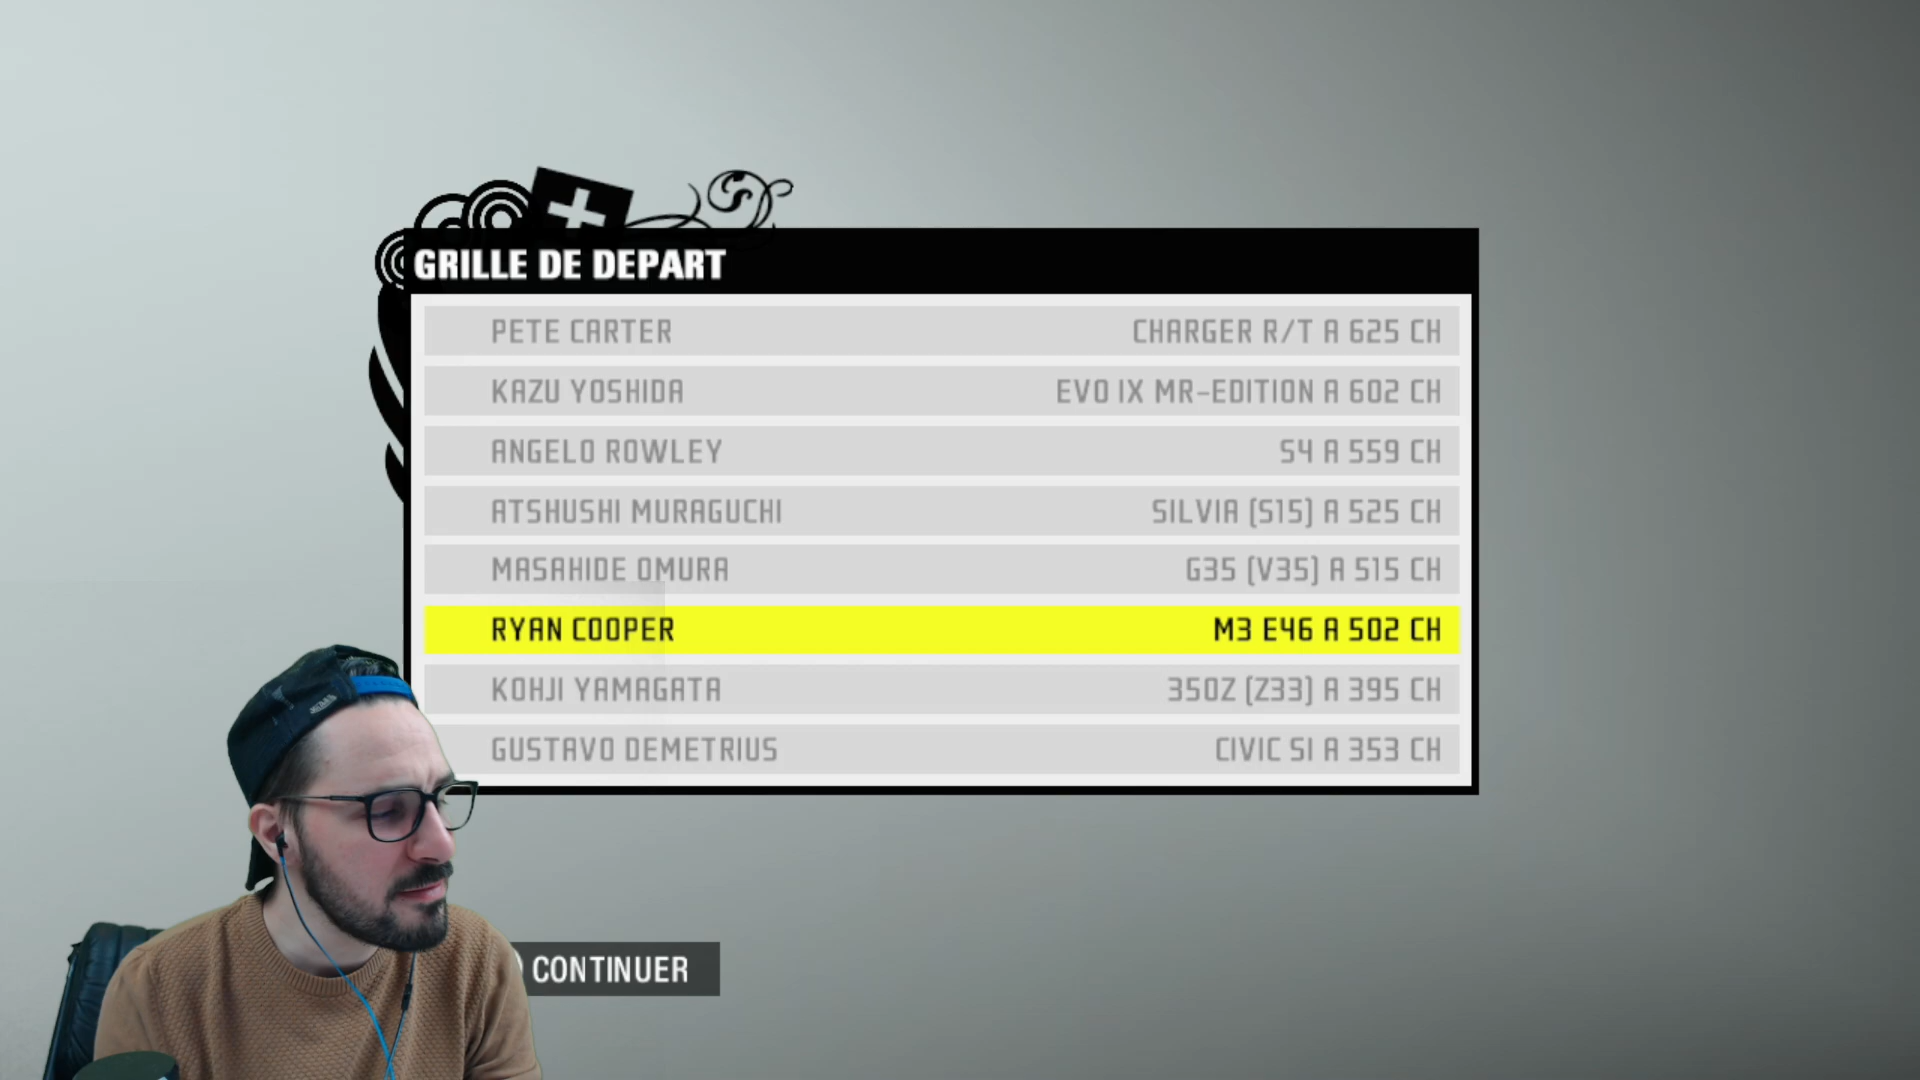 GRILLE DE DEPART
PETE CARTER CHARGER R/T A 625 CH
KAZU YOSHIDA EVO IX MR-EDITION A 602 CH
ANGELO ROWLEY S4 A 559 CH
ATSHUSHI MURAGUCHI SILVIA (S15) A 525 CH
MASAHIDE OMURA G35 (V35) A 515 CH
RYAN COOPER M3 E46 A 502 CH
KOHJI YAMAGATA 350Z (Z33) A 395 CH
GUSTAVO DEMETRIUS CIVIC SI A 353 CH
CONTINUER